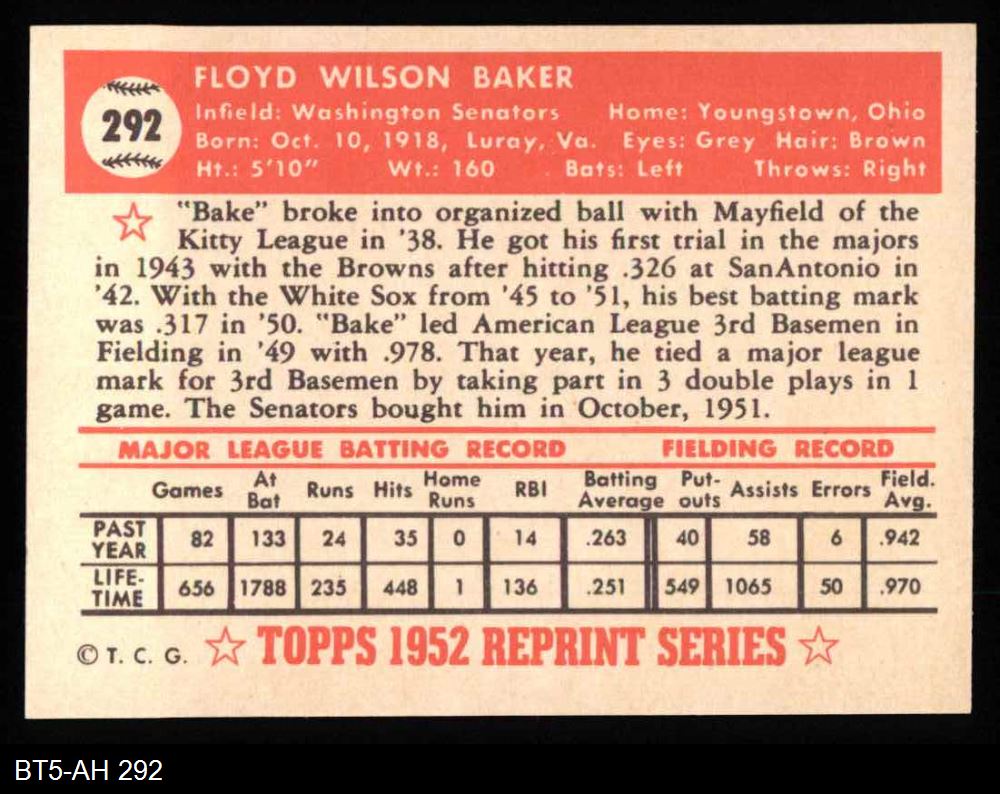 FLOYD WILSON BAKER
292
Infield: Washington Senators Home: Youngstown, Ohio
Born: Oct. 10, 1918, Luray, Va. Eyes: Grey Hair: Brown
Ht.: 5'10" Wt.: 160 Bats: Left Throws: Right
"Bake" broke into organized ball with Mayfield of the
Kitty League in '38. He got his first trial in the majors
in 1943 with the Browns after hitting .326 at SanAntonio in
'42. With the White Sox from '45 to '51, his best batting mark
was .317 in '50. "Bake" led American League 3rd Basemen in
Fielding in '49 with .978. That year, he tied a major league
mark for 3rd Basemen by taking part in 3 double plays in 1
game. The Senators bought him in October, 1951.
MAJOR LEAGUE BATTING RECORD FIELDING RECORD
Games At Bat Runs Hits Home Runs RBI Batting Average Put-outs Assists Errors Field. Avg.
PAST YEAR 82 133 24 35 0 14 .263 40 58 6 .942
LIFE-TIME 656 1788 235 448 1 136 .251 549 1065 50 .970
© T. C. G. TOPPS 1952 REPRINT SERIES
BT5-AH 292